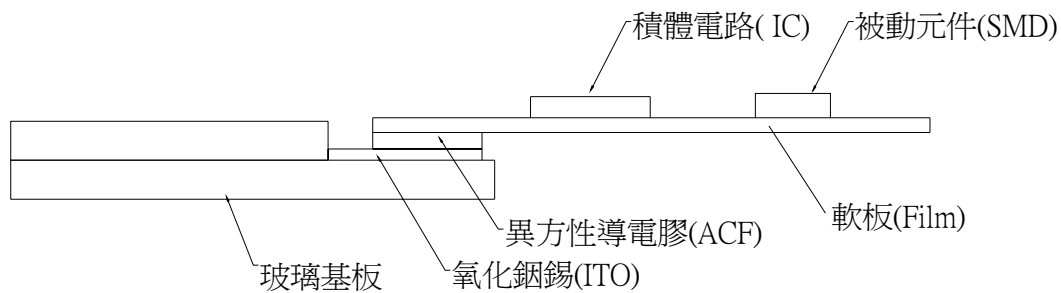 積體電路( IC)
被動元件(SMD)
軟板(Film)
異方性導電膠(ACF)
氧化銦錫(ITO)
玻璃基板